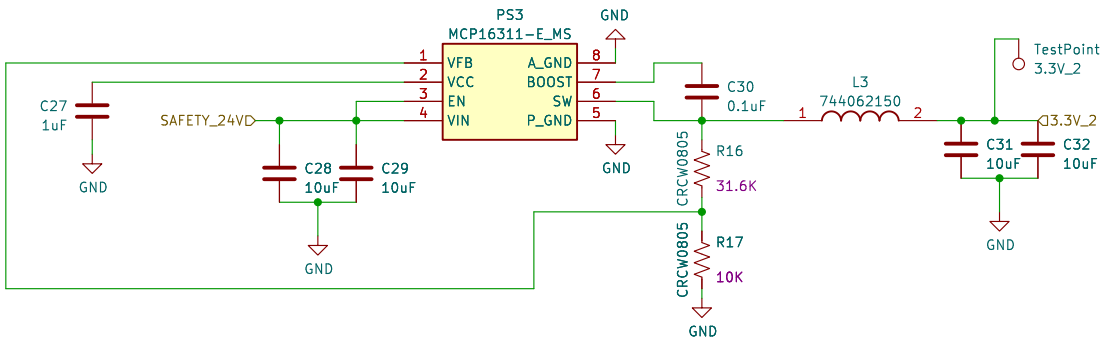 PS3
MCP16311-E_MS
GND
1
VFB
A_GND
8
2
VCC
BOOST
7
3
EN
SW
6
4
VIN
P_GND
5
C27
1uF
GND
SAFETY_24V
C28
10uF
C29
10uF
GND
C30
0.1uF
CRCW0805
R16
31.6K
CRCW0805
R17
10K
GND
GND
L3
744062150
1
2
TestPoint
3.3V_2
3.3V_2
C31
10uF
C32
10uF
GND